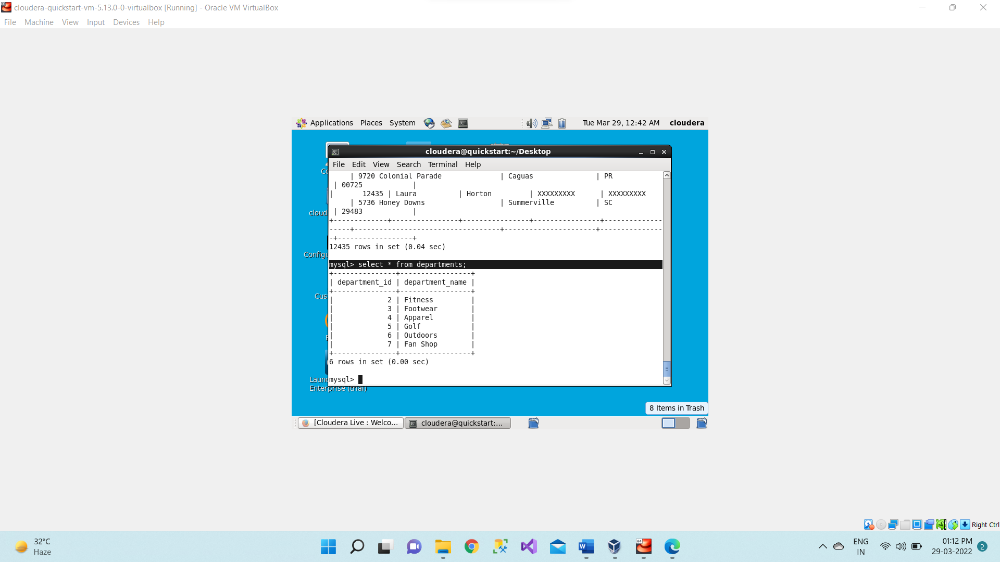 cloudera-quickstart-vm-5.13.0-0-virtualbox [Running] - Oracle VM VirtualBox
File Machine View Input Devices Help
Applications Places System Tue Mar 29, 12:42 AM cloudera
cloudera@quickstart:~/Desktop
File Edit View Search Terminal Help
| 9720 Colonial Parade | Caguas | PR
| 00725 |
| 12435 | Laura | Horton | XXXXXXXXX | XXXXXXXXX
| 5736 Honey Downs | Summerville | SC
| 29483 |
+-------------+----------------+----------------+----------------+--------------
-----+-----------------------------------+----------------------+---------------
-+------------------+
12435 rows in set (0.04 sec)
mysql> select * from departments;
+---------------+-----------------+
| department_id | department_name |
+---------------+-----------------+
| 2 | Fitness |
| 3 | Footwear |
| 4 | Apparel |
| 5 | Golf |
| 6 | Outdoors |
| 7 | Fan Shop |
+---------------+-----------------+
6 rows in set (0.00 sec)
mysql>
Co
cloud
Configu
Cus
Laun
Enterprise (trial)
8 Items in Trash
[Cloudera Live : Welco... cloudera@quickstart:...
Right Ctrl
32°C
Haze
64
ENG
IN
01:12 PM
29-03-2022
2